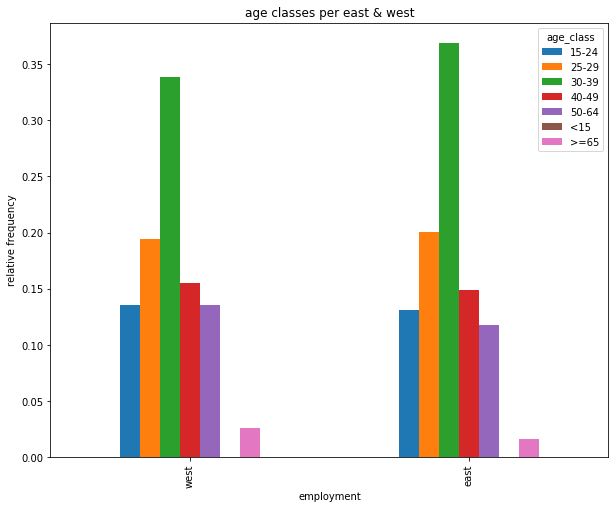 age classes per east & west
age_class
15-24
25-29
30-39
40-49
50-64
<15
>=65
relative frequency
0.35
0.30
0.25
0.20
0.15
0.10
0.05
0.00
west
east
employment